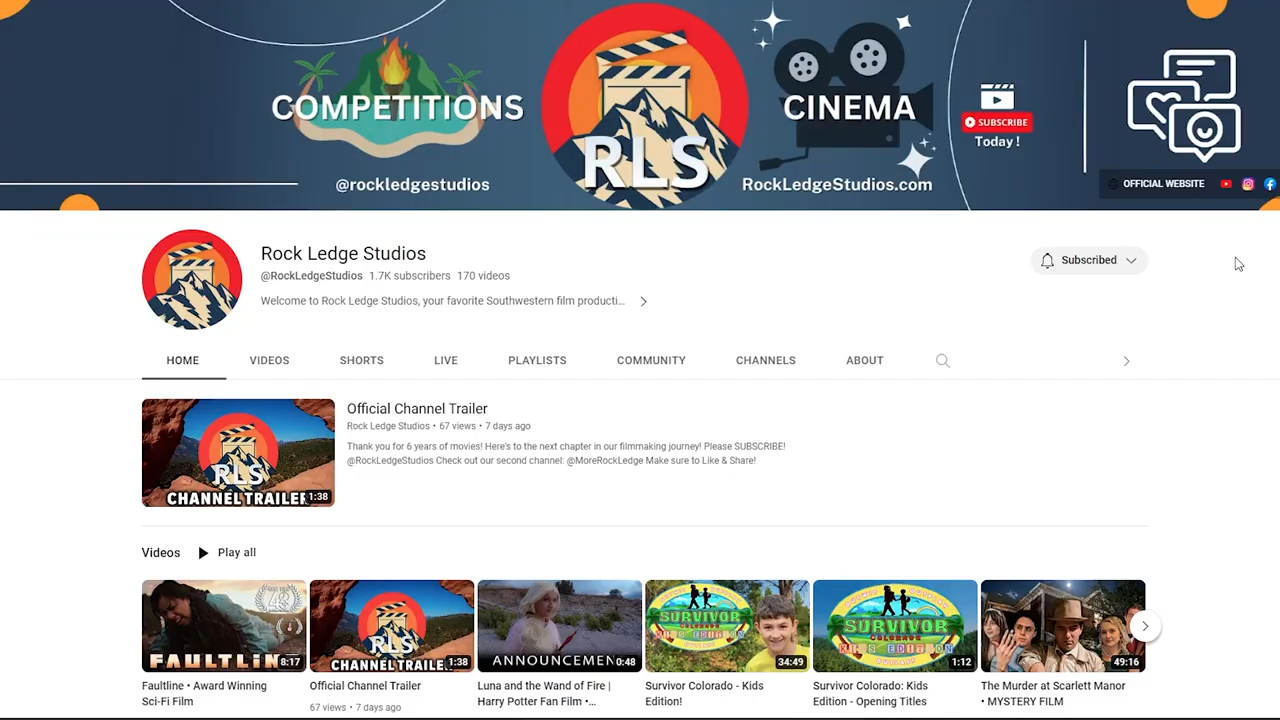 COMPETITIONS
CINEMA
RLS
SUBSCRIBE
Today !
@rockledgestudios
RockLedgeStudios.com
OFFICIAL WEBSITE
Rock Ledge Studios
@RockLedgeStudios 1.7K subscribers 170 videos
Welcome to Rock Ledge Studios, your favorite Southwestern film producti...
Subscribed
HOME VIDEOS SHORTS LIVE PLAYLISTS COMMUNITY CHANNELS ABOUT
RLS
CHANNEL TRAILER
1:38
Official Channel Trailer
Rock Ledge Studios • 67 views • 7 days ago
Thank you for 6 years of movies! Here's to the next chapter in our filmmaking journey! Please SUBSCRIBE!
@RockLedgeStudios Check out our second channel: @MoreRockLedge Make sure to Like & Share!
Videos Play all
FAULTLIN
8:17
RLS
CHANNEL TRAILE
1:38
ANNOUNCEMEN
0:48
SURVIVOR
COLORADO
KIDS EDITION
34:49
SURVIVOR
COLORADO
KIDS EDITION
1:12
49:16
Faultline • Award Winning
Sci-Fi Film
Official Channel Trailer
67 views • 7 days ago
Luna and the Wand of Fire |
Harry Potter Fan Film •...
Survivor Colorado - Kids
Edition!
Survivor Colorado: Kids
Edition - Opening Titles
The Murder at Scarlett Manor
• MYSTERY FILM